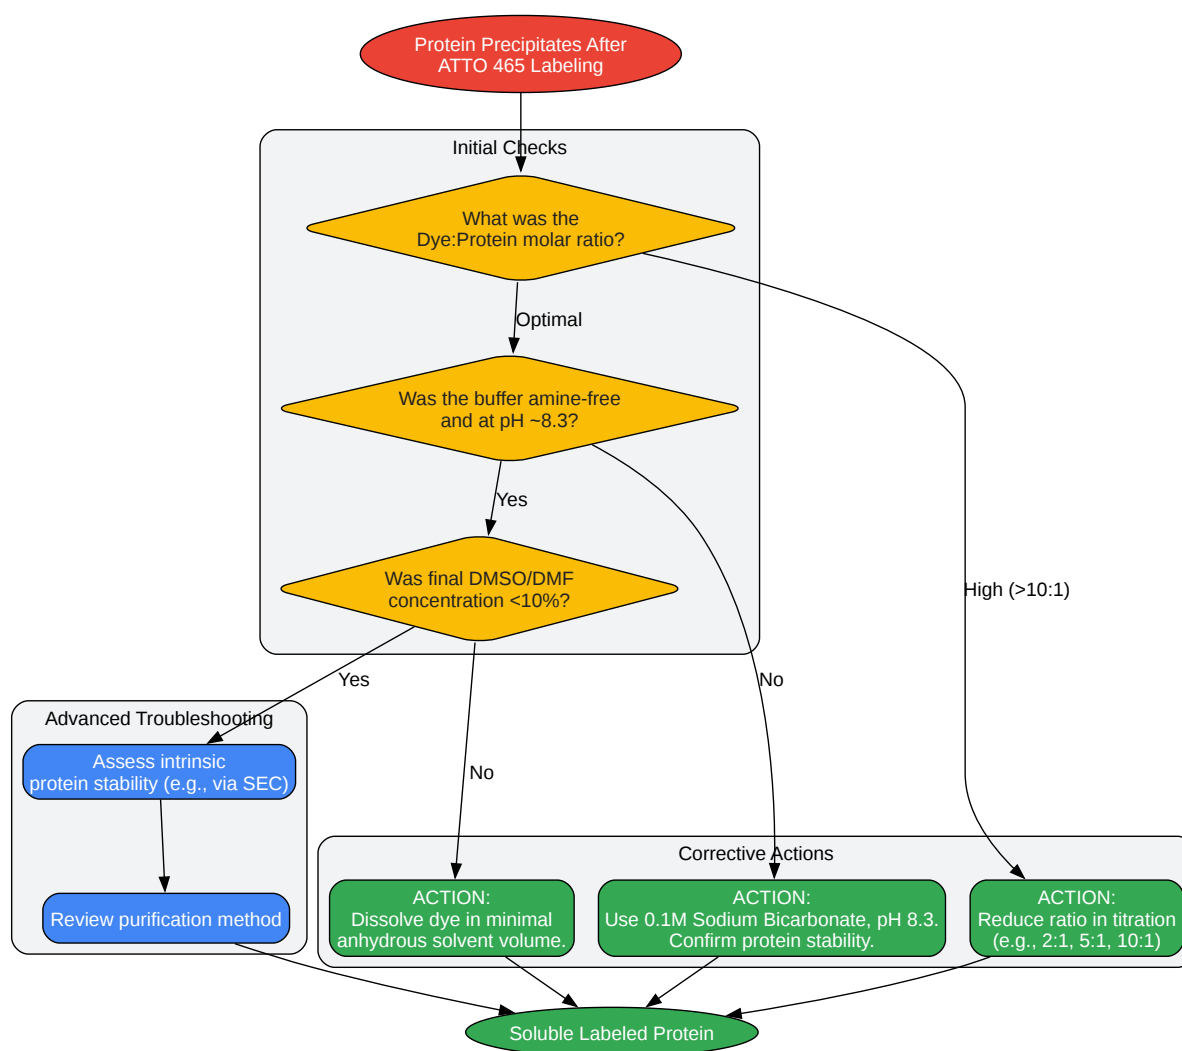 Protein Precipitates After
ATTO 465 Labeling
Initial Checks
What was the
Dye:Protein molar ratio?
Optimal
Was the buffer amine-free
and at pH ~8.3?
Yes
Was final DMSO/DMF
concentration <10%?
High (>10:1)
Yes
No
No
Advanced Troubleshooting
Assess intrinsic
protein stability (e.g., via SEC)
Review purification method
Corrective Actions
ACTION:
Dissolve dye in minimal
anhydrous solvent volume.
ACTION:
Use 0.1M Sodium Bicarbonate, pH 8.3.
Confirm protein stability.
ACTION:
Reduce ratio in titration
(e.g., 2:1, 5:1, 10:1)
Soluble Labeled Protein